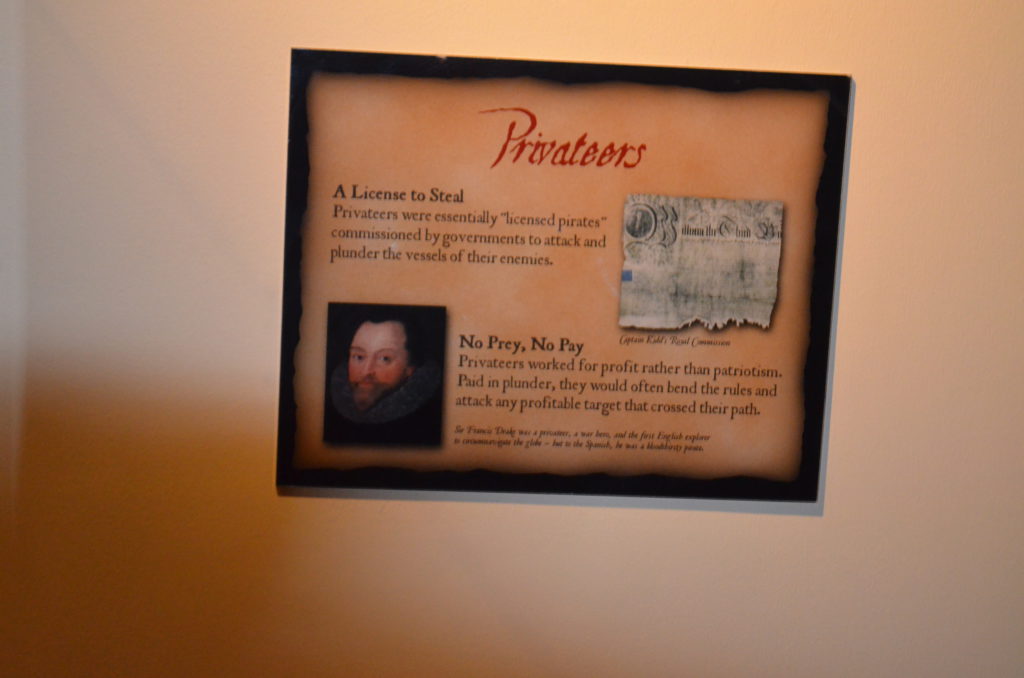 Privateers
A License to Steal
Privateers were essentially "licensed pirates"
commissioned by governments to attack and
plunder the vessels of their enemies.
Captain Kidd's Royal Commission
No Prey, No Pay
Privateers worked for profit rather than patriotism.
Paid in plunder, they would often bend the rules and
attack any profitable target that crossed their path.
Sir Francis Drake was a privateer, a war hero, and the first English explorer
to circumnavigate the globe – but to the Spanish, he was a bloodthirsty pirate.